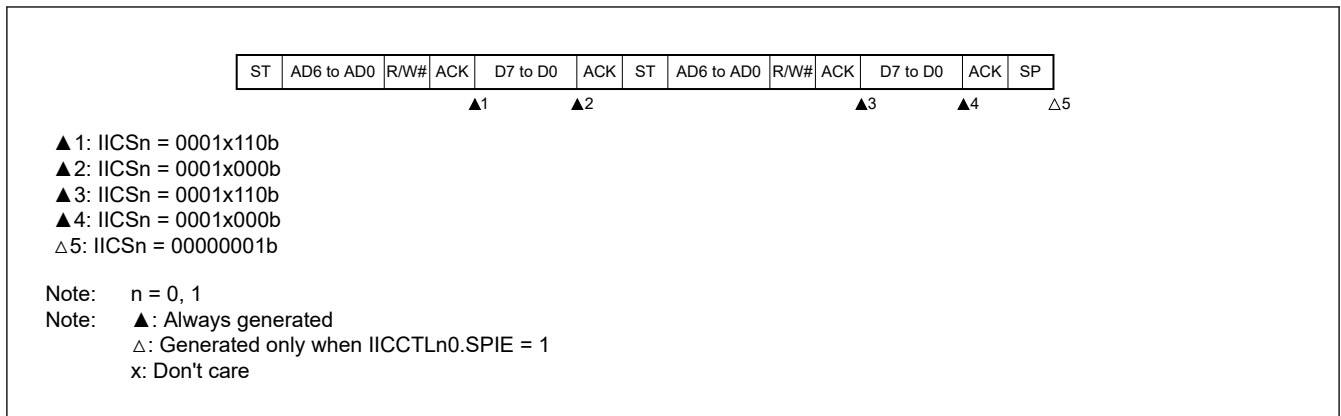 ST AD6 to AD0 R/W# ACK D7 to D0 ACK ST AD6 to AD0 R/W# ACK D7 to D0 ACK SP
▲1 ▲2 ▲3 ▲4 △5
▲1: IICSn = 0001x110b
▲2: IICSn = 0001x000b
▲3: IICSn = 0001x110b
▲4: IICSn = 0001x000b
△5: IICSn = 00000001b
Note: n = 0, 1
Note: ▲: Always generated
△: Generated only when IICCTLn0.SPIE = 1
x: Don't care